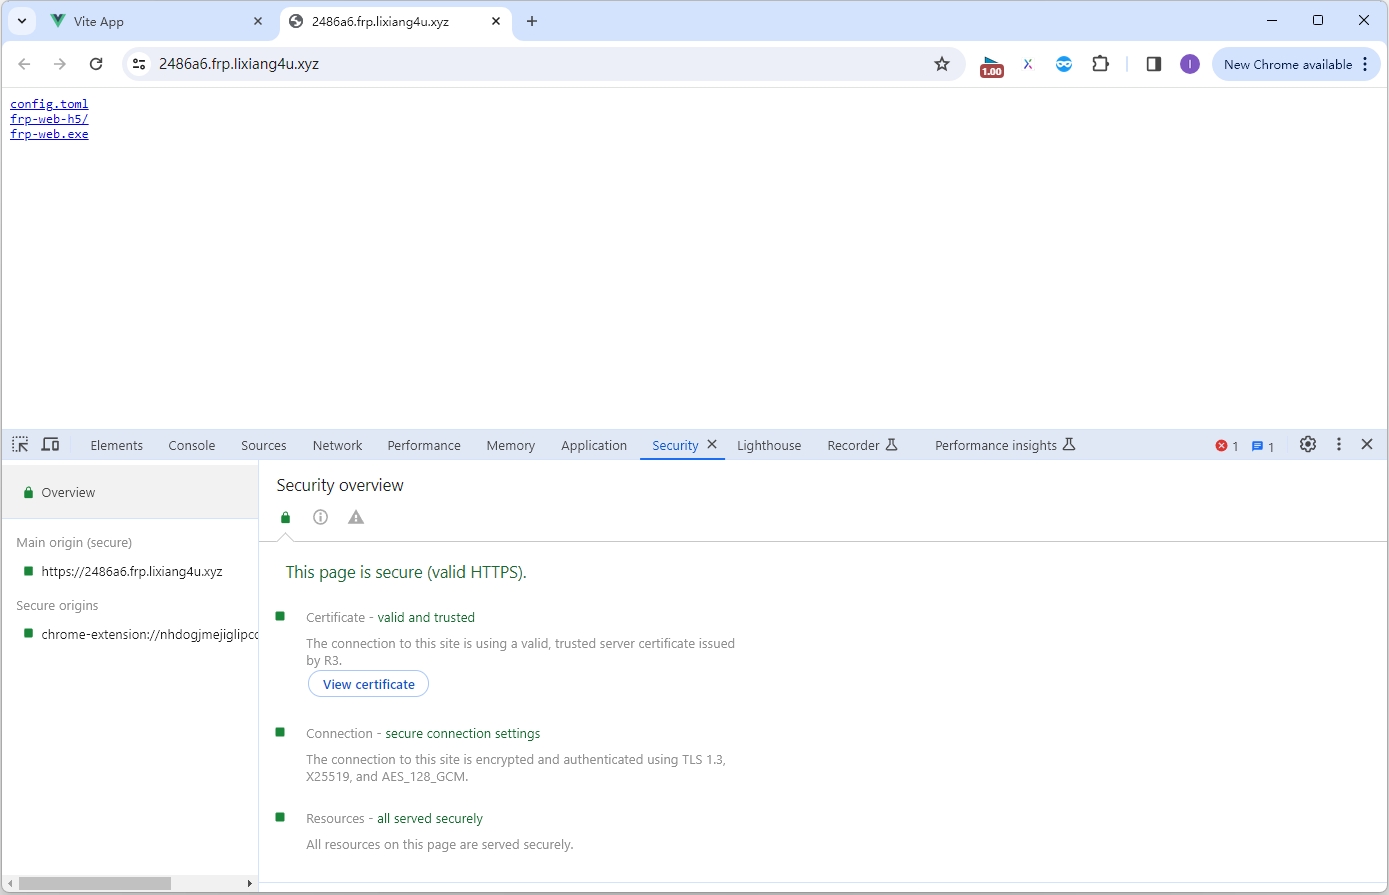 Vite App
2486a6.frp.lixiang4u.xyz
2486a6.frp.lixiang4u.xyz
1.00
I
New Chrome available
config.toml
frp-web-h5/
frp-web.exe
Elements Console Sources Network Performance Memory Application Security Lighthouse Recorder Performance insights 1 1
Overview
Main origin (secure)
https://2486a6.frp.lixiang4u.xyz
Secure origins
chrome-extension://nhdogjmejiglipcc
Security overview
This page is secure (valid HTTPS).
Certificate - valid and trusted
The connection to this site is using a valid, trusted server certificate issued
by R3.
View certificate
Connection - secure connection settings
The connection to this site is encrypted and authenticated using TLS 1.3,
X25519, and AES_128_GCM.
Resources - all served securely
All resources on this page are served securely.